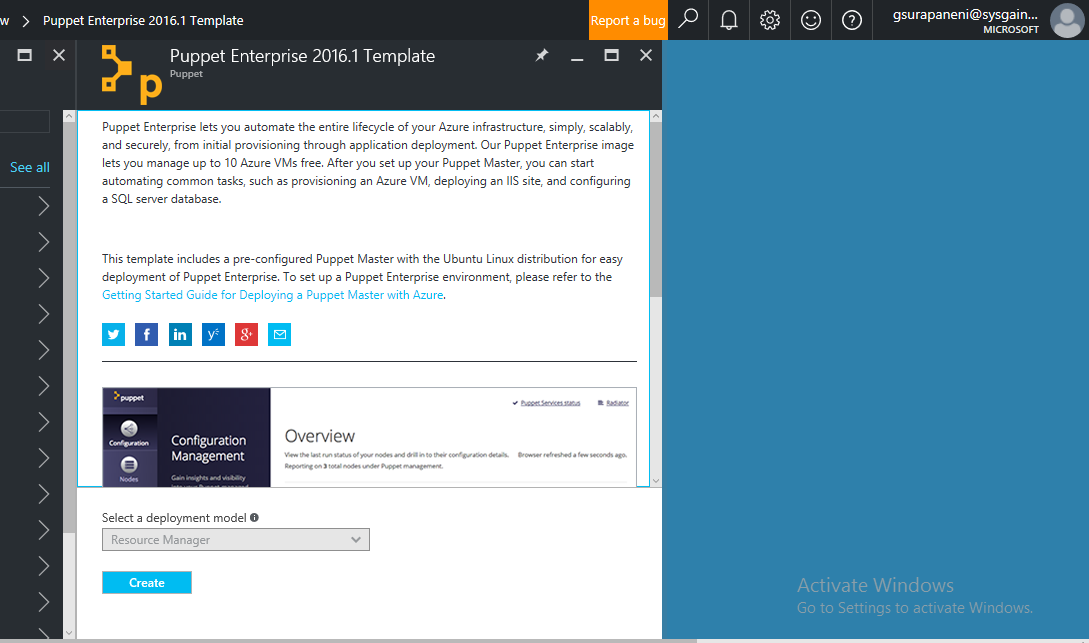 w > Puppet Enterprise 2016.1 Template
Report a bug
gsurapaneni@sysgain...
MICROSOFT
See all
Puppet Enterprise 2016.1 Template
Puppet
Puppet Enterprise lets you automate the entire lifecycle of your Azure infrastructure, simply, scalably,
and securely, from initial provisioning through application deployment. Our Puppet Enterprise image
lets you manage up to 10 Azure VMs free. After you set up your Puppet Master, you can start
automating common tasks, such as provisioning an Azure VM, deploying an IIS site, and configuring
a SQL server database.
This template includes a pre-configured Puppet Master with the Ubuntu Linux distribution for easy
deployment of Puppet Enterprise. To set up a Puppet Enterprise environment, please refer to the
Getting Started Guide for Deploying a Puppet Master with Azure.
puppet
Configuration
Nodes
Configuration
Management
Gain insights and visibility
into your Puppet managed
Puppet Services status
Radiator
Overview
View the last run status of your nodes and drill in to their configuration details. Browser refreshed a few seconds ago.
Reporting on 3 total nodes under Puppet management.
Select a deployment model
Resource Manager
Create
Activate Windows
Go to Settings to activate Windows.